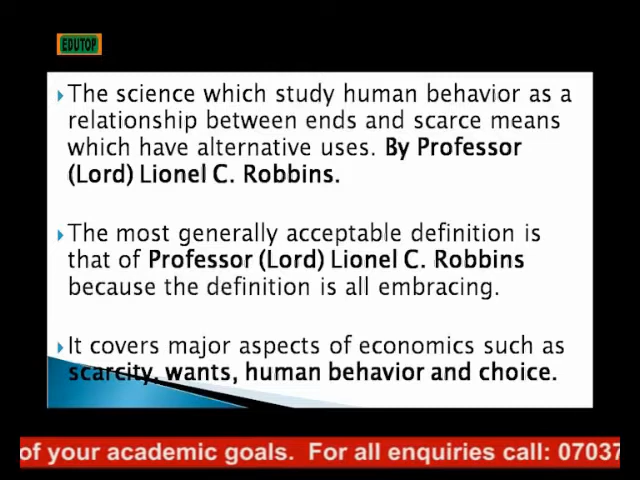 EDUTOP
The science which study human behavior as a
relationship between ends and scarce means
which have alternative uses. By Professor
(Lord) Lionel C. Robbins.
The most generally acceptable definition is
that of Professor (Lord) Lionel C. Robbins
because the definition is all embracing.
It covers major aspects of economics such as
scarcity, wants, human behavior and choice.
of your academic goals. For all enquiries call: 07037